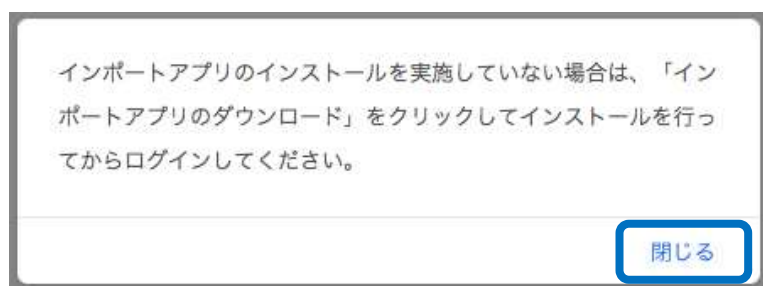 インポートアプリのインストールを実施していない場合は、「イン
ポートアプリのダウンロード」をクリックしてインストールを行っ
てからログインしてください。
閉じる